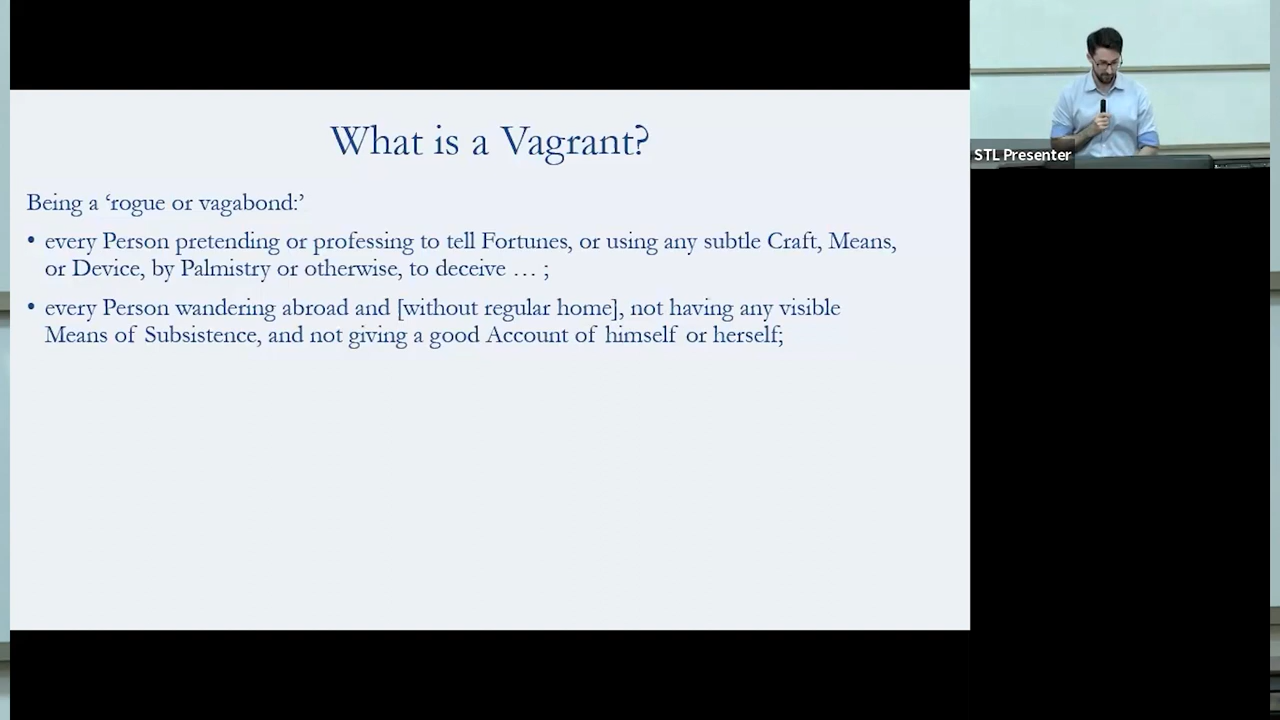 What is a Vagrant?
Being a ‘rogue or vagabond:’
• every Person pretending or professing to tell Fortunes, or using any subtle Craft, Means,
or Device, by Palmistry or otherwise, to deceive … ;
• every Person wandering abroad and [without regular home], not having any visible
Means of Subsistence, and not giving a good Account of himself or herself;
STL Presenter